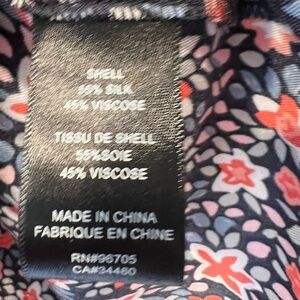 SHELL
55% SILK
45% VISCOSE
TISSU DE SHELL
55%SOIE
45% VISCOSE
MADE IN CHINA
FABRIQUE EN CHINE
RN#96705
CA#34460